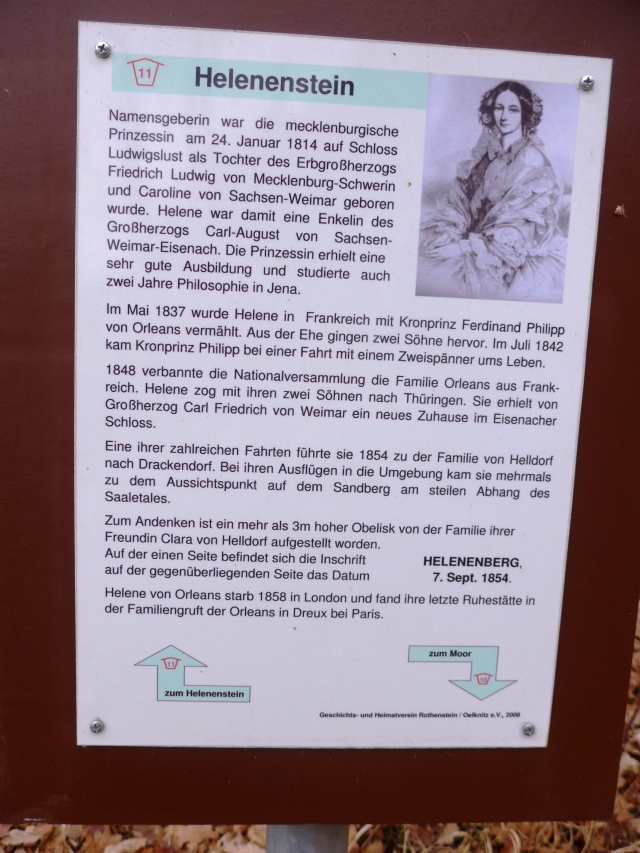 11
Helenenstein
Namensgeberin war die mecklenburgische
Prinzessin am 24. Januar 1814 auf Schloss
Ludwigslust als Tochter des Erbgroßherzogs
Friedrich Ludwig von Mecklenburg-Schwerin
und Caroline von Sachsen-Weimar geboren
wurde. Helene war damit eine Enkelin des
Großherzogs Carl-August von Sachsen-
Weimar-Eisenach. Die Prinzessin erhielt eine
sehr gute Ausbildung und studierte auch
zwei Jahre Philosophie in Jena.
Im Mai 1837 wurde Helene in Frankreich mit Kronprinz Ferdinand Philipp
von Orleans vermählt. Aus der Ehe gingen zwei Söhne hervor. Im Juli 1842
kam Kronprinz Philipp bei einer Fahrt mit einem Zweispänner ums Leben.
1848 verbannte die Nationalversammlung die Familie Orleans aus Frank-
reich. Helene zog mit ihren zwei Söhnen nach Thüringen. Sie erhielt von
Großherzog Carl Friedrich von Weimar ein neues Zuhause im Eisenacher
Schloss.
Eine ihrer zahlreichen Fahrten führte sie 1854 zu der Familie von Helldorf
nach Drackendorf. Bei ihren Ausflügen in die Umgebung kam sie mehrmals
zu dem Aussichtspunkt auf dem Sandberg am steilen Abhang des
Saaletales.
Zum Andenken ist ein mehr als 3m hoher Obelisk von der Familie ihrer
Freundin Clara von Helldorf aufgestellt worden.
Auf der einen Seite befindet sich die Inschrift HELENENBERG,
auf der gegenüberliegenden Seite das Datum 7. Sept. 1854.
Helene von Orleans starb 1858 in London und fand ihre letzte Ruhestätte in
der Familiengruft der Orleans in Dreux bei Paris.
11
zum Helenenstein
zum Moor
10
Geschichts- und Heimatverein Rothenstein / Oelknitz e.V., 2008